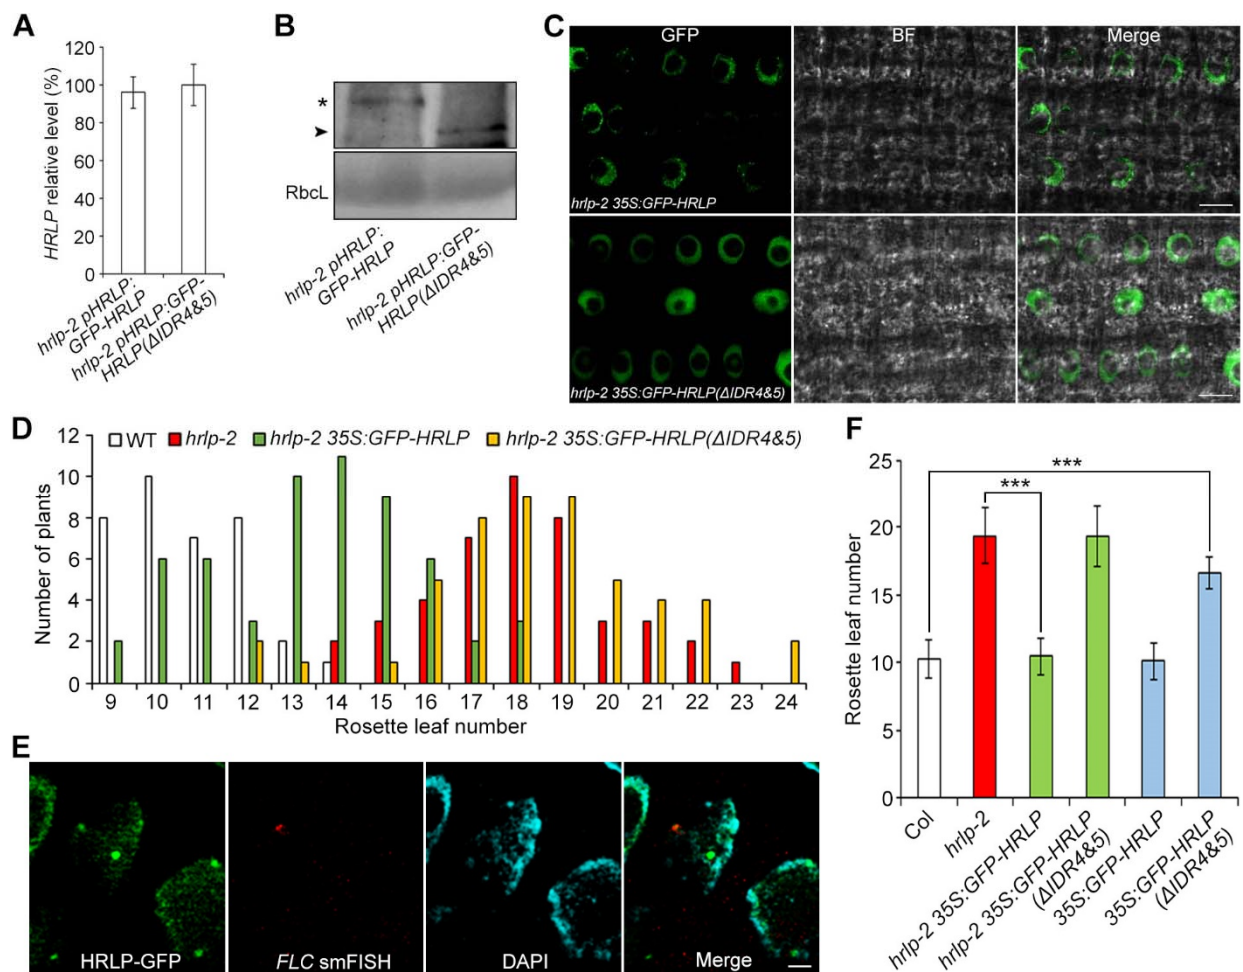 A
120
100
80
60
40
20
0
HRLP relative level (%)
hrlp-2 pHRLP:
GFP-HRLP
hrlp-2 pHRLP:GFP-
HRLP(ΔIDR4&5)
B
*
RbcL
hrlp-2 pHRLP:
GFP-HRLP
hrlp-2 pHRLP:GFP-
HRLP(ΔIDR4&5)
C
GFP
BF
Merge
hrlp-2 35S:GFP-HRLP
hrlp-2 35S:GFP-HRLP(ΔIDR4&5)
D
WT hrlp-2 hrlp-2 35S:GFP-HRLP hrlp-2 35S:GFP-HRLP(ΔIDR4&5)
12
10
8
6
4
2
0
Number of plants
9 10 11 12 13 14 15 16 17 18 19 20 21 22 23 24
Rosette leaf number
E
HRLP-GFP
FLC smFISH
DAPI
Merge
F
25
20
15
10
5
0
Rosette leaf number
***
***
Col
hrlp-2
hrlp-2 35S:GFP-HRLP
hrlp-2 35S:GFP-HRLP
(ΔIDR4&5)
35S:GFP-HRLP
35S:GFP-HRLP
(ΔIDR4&5)